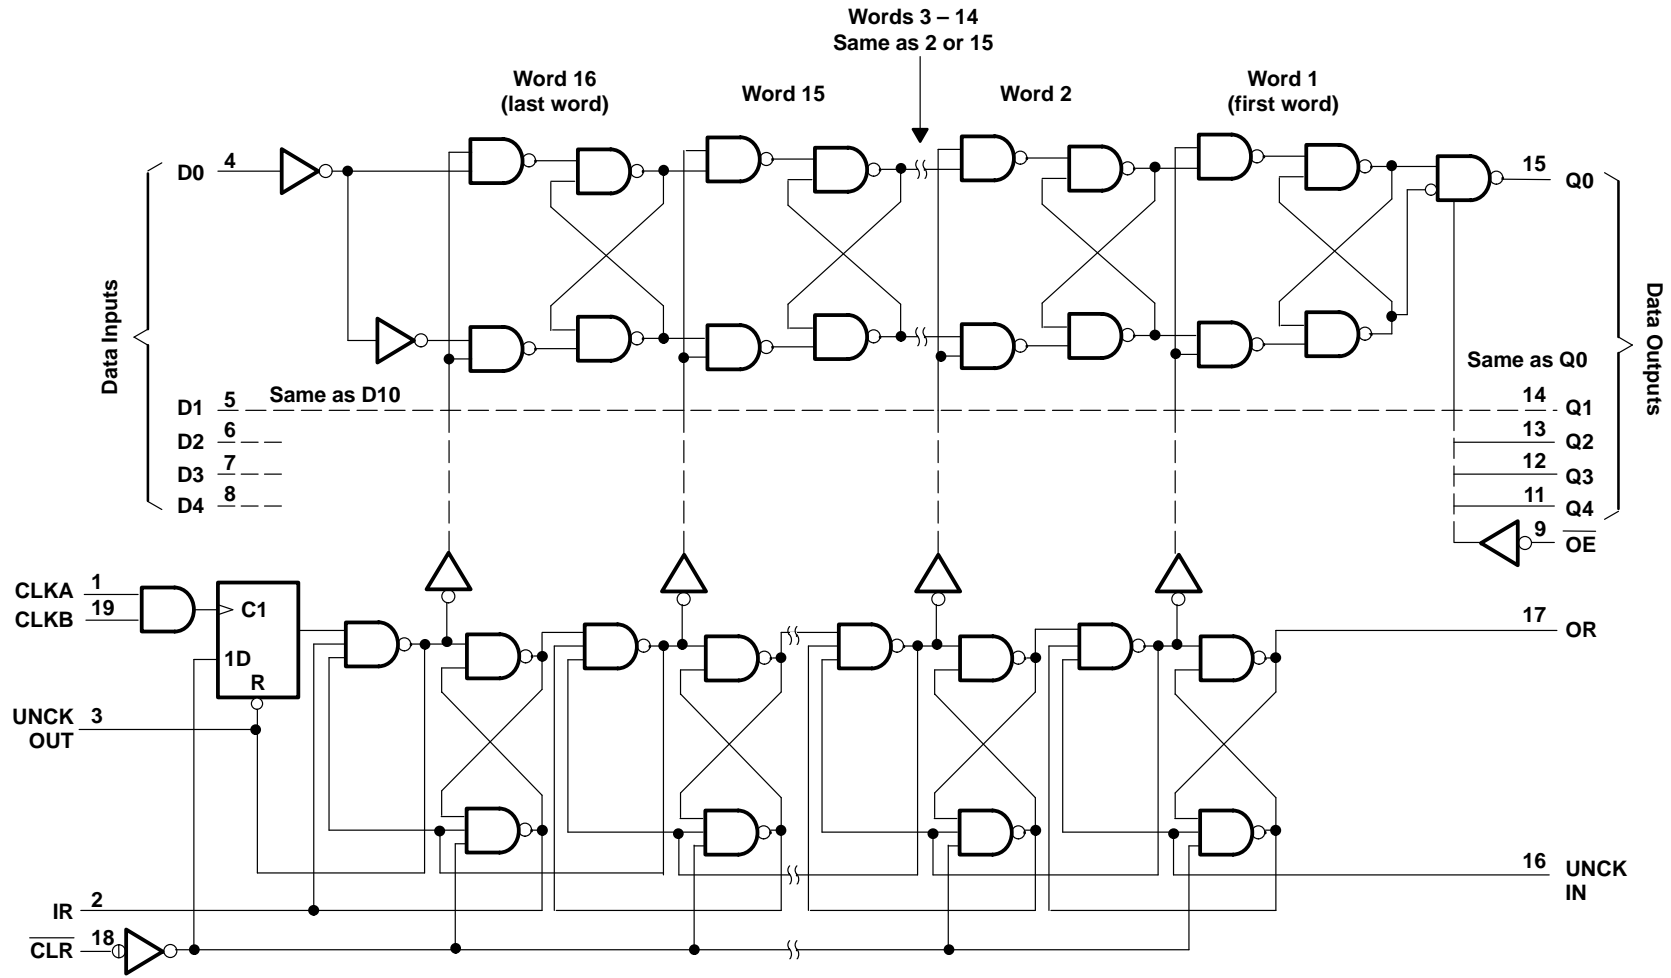 Words 3 – 14
Same as 2 or 15
Word 16
(last word)
Word 15
Word 2
Word 1
(first word)
D0 4
15 Q0
Data Inputs
Data Outputs
Same as Q0
Same as D10
D1 5
14 Q1
D2 6
13 Q2
D3 7
12 Q3
D4 8
11 Q4
9 OE
CLKA 1
CLKB 19
C1
1D
R
17 OR
UNCK
OUT
3
16
UNCK
IN
IR 2
CLR 18